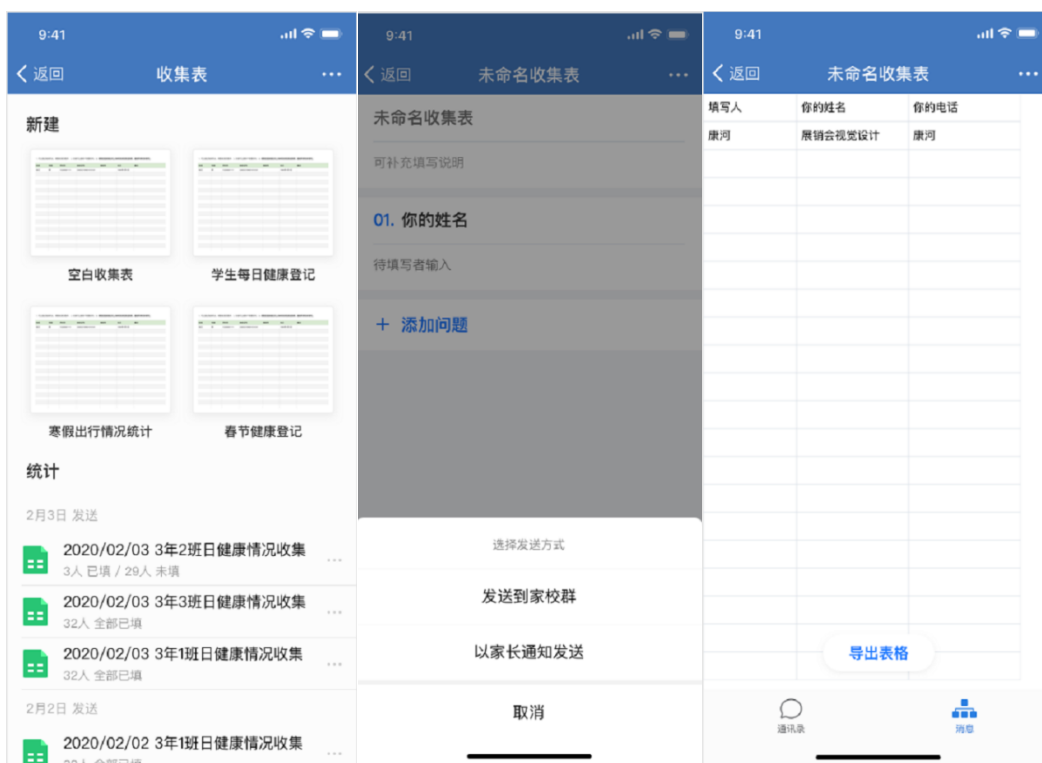 9:41
返回
收集表
新建
空白收集表
学生每日健康登记
寒假出行情况统计
春节健康登记
统计
2月3日 发送
2020/02/03 3年2班日健康情况收集
3人 已填 / 29人 未填
2020/02/03 3年3班日健康情况收集
32人 全部已填
2020/02/03 3年1班日健康情况收集
32人 全部已填
2月2日 发送
2020/02/02 3年1班日健康情况收集
9:41
返回
未命名收集表
未命名收集表
可补充填写说明
01. 你的姓名
待填写者输入
+ 添加问题
选择发送方式
发送到家校群
以家长通知发送
取消
9:41
返回
未命名收集表
填写人 你的姓名 你的电话
康河 展销会视觉设计 康河
导出表格
通讯录
消息